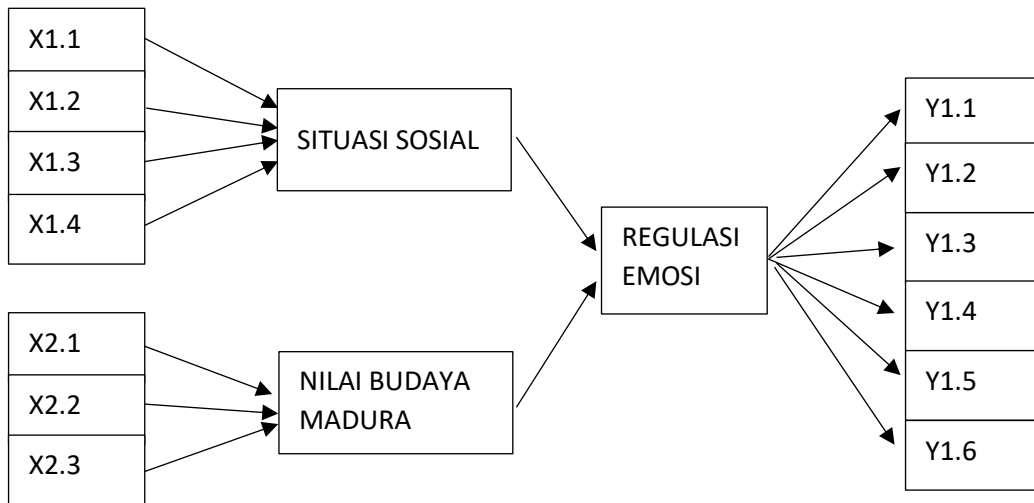 X1.1
X1.2
X1.3
X1.4
SITUASI SOSIAL
X2.1
X2.2
X2.3
NILAI BUDAYA
MADURA
REGULASI
EMOSI
Y1.1
Y1.2
Y1.3
Y1.4
Y1.5
Y1.6